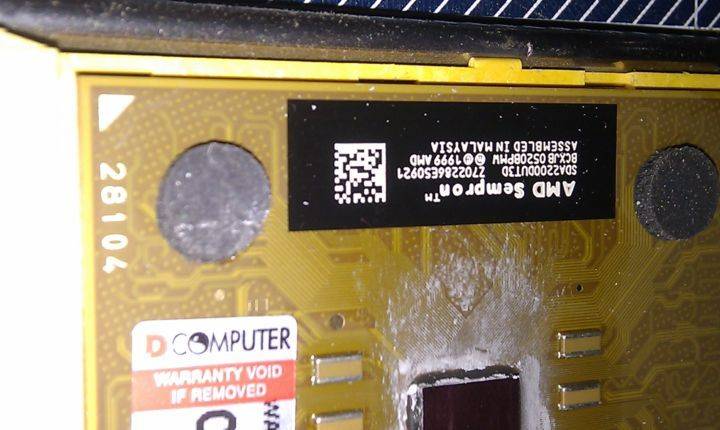 AMD Sempron™
SDA2200DUT3D Z702286E50921
BCXJB 0520BPMW © 1999 AMD
ASSEMBLED IN MALAYSIA
28104
D COMPUTER
WARRANTY VOID
IF REMOVED